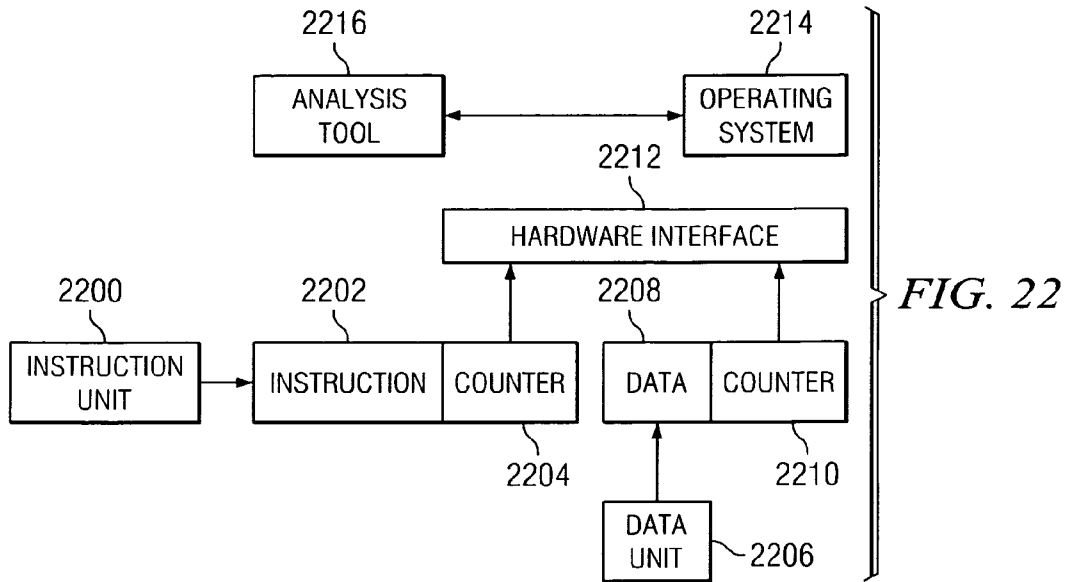 2216
2214
ANALYSIS
TOOL
OPERATING
SYSTEM
2212
HARDWARE INTERFACE
2200
2202
2208
FIG. 22
INSTRUCTION
UNIT
INSTRUCTION
COUNTER
DATA
COUNTER
2204
2210
DATA
UNIT
2206